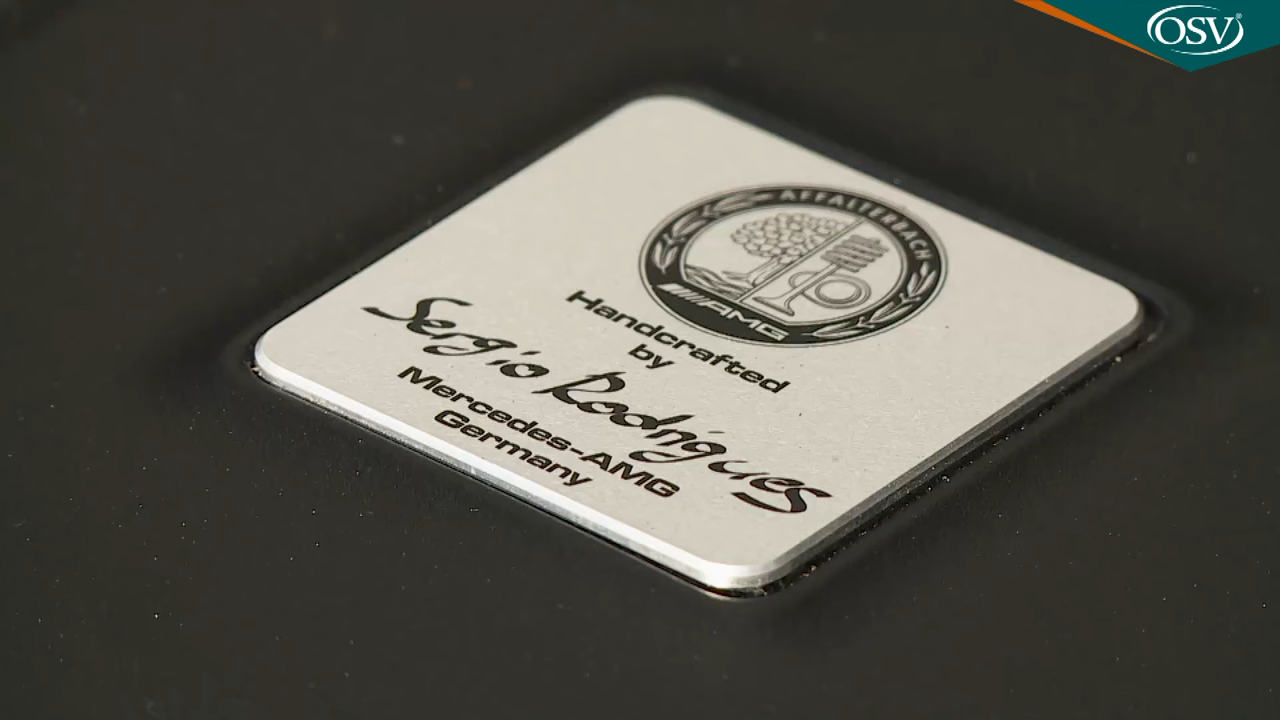 OSV
AFFALTERBACH
AMG
Handcrafted
by
Sergio Rodrigues
Mercedes-AMG
Germany